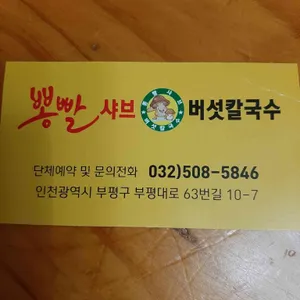 뽕빨 샤브 버섯칼국수
단체예약 및 문의전화 032)508-5846
인천광역시 부평구 부평대로 63번길 10-7